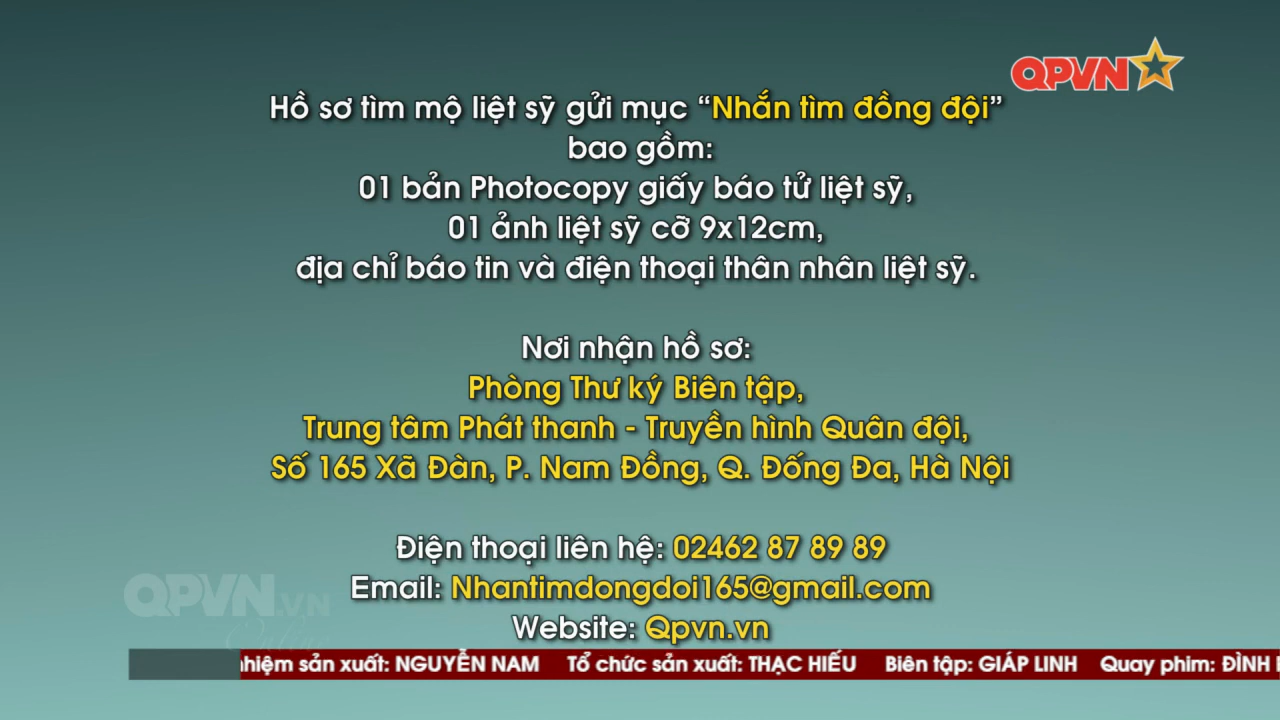 QPVN
Hồ sơ tìm mộ liệt sỹ gửi mục “Nhắn tìm đồng đội”
bao gồm:
01 bản Photocopy giấy báo tử liệt sỹ,
01 ảnh liệt sỹ cỡ 9x12cm,
địa chỉ báo tin và điện thoại thân nhân liệt sỹ.
Nơi nhận hồ sơ:
Phòng Thư ký Biên tập,
Trung tâm Phát thanh - Truyền hình Quân đội,
Số 165 Xã Đàn, P. Nam Đồng, Q. Đống Đa, Hà Nội
Điện thoại liên hệ: 02462 87 89 89
Email: Nhantimdongdoi165@gmail.com
Website: Qpvn.vn
QPVN.VN
Online
nhiệm sản xuất: NGUYỄN NAM Tổ chức sản xuất: THẠC HIẾU Biên tập: GIÁP LINH Quay phim: ĐÌNH